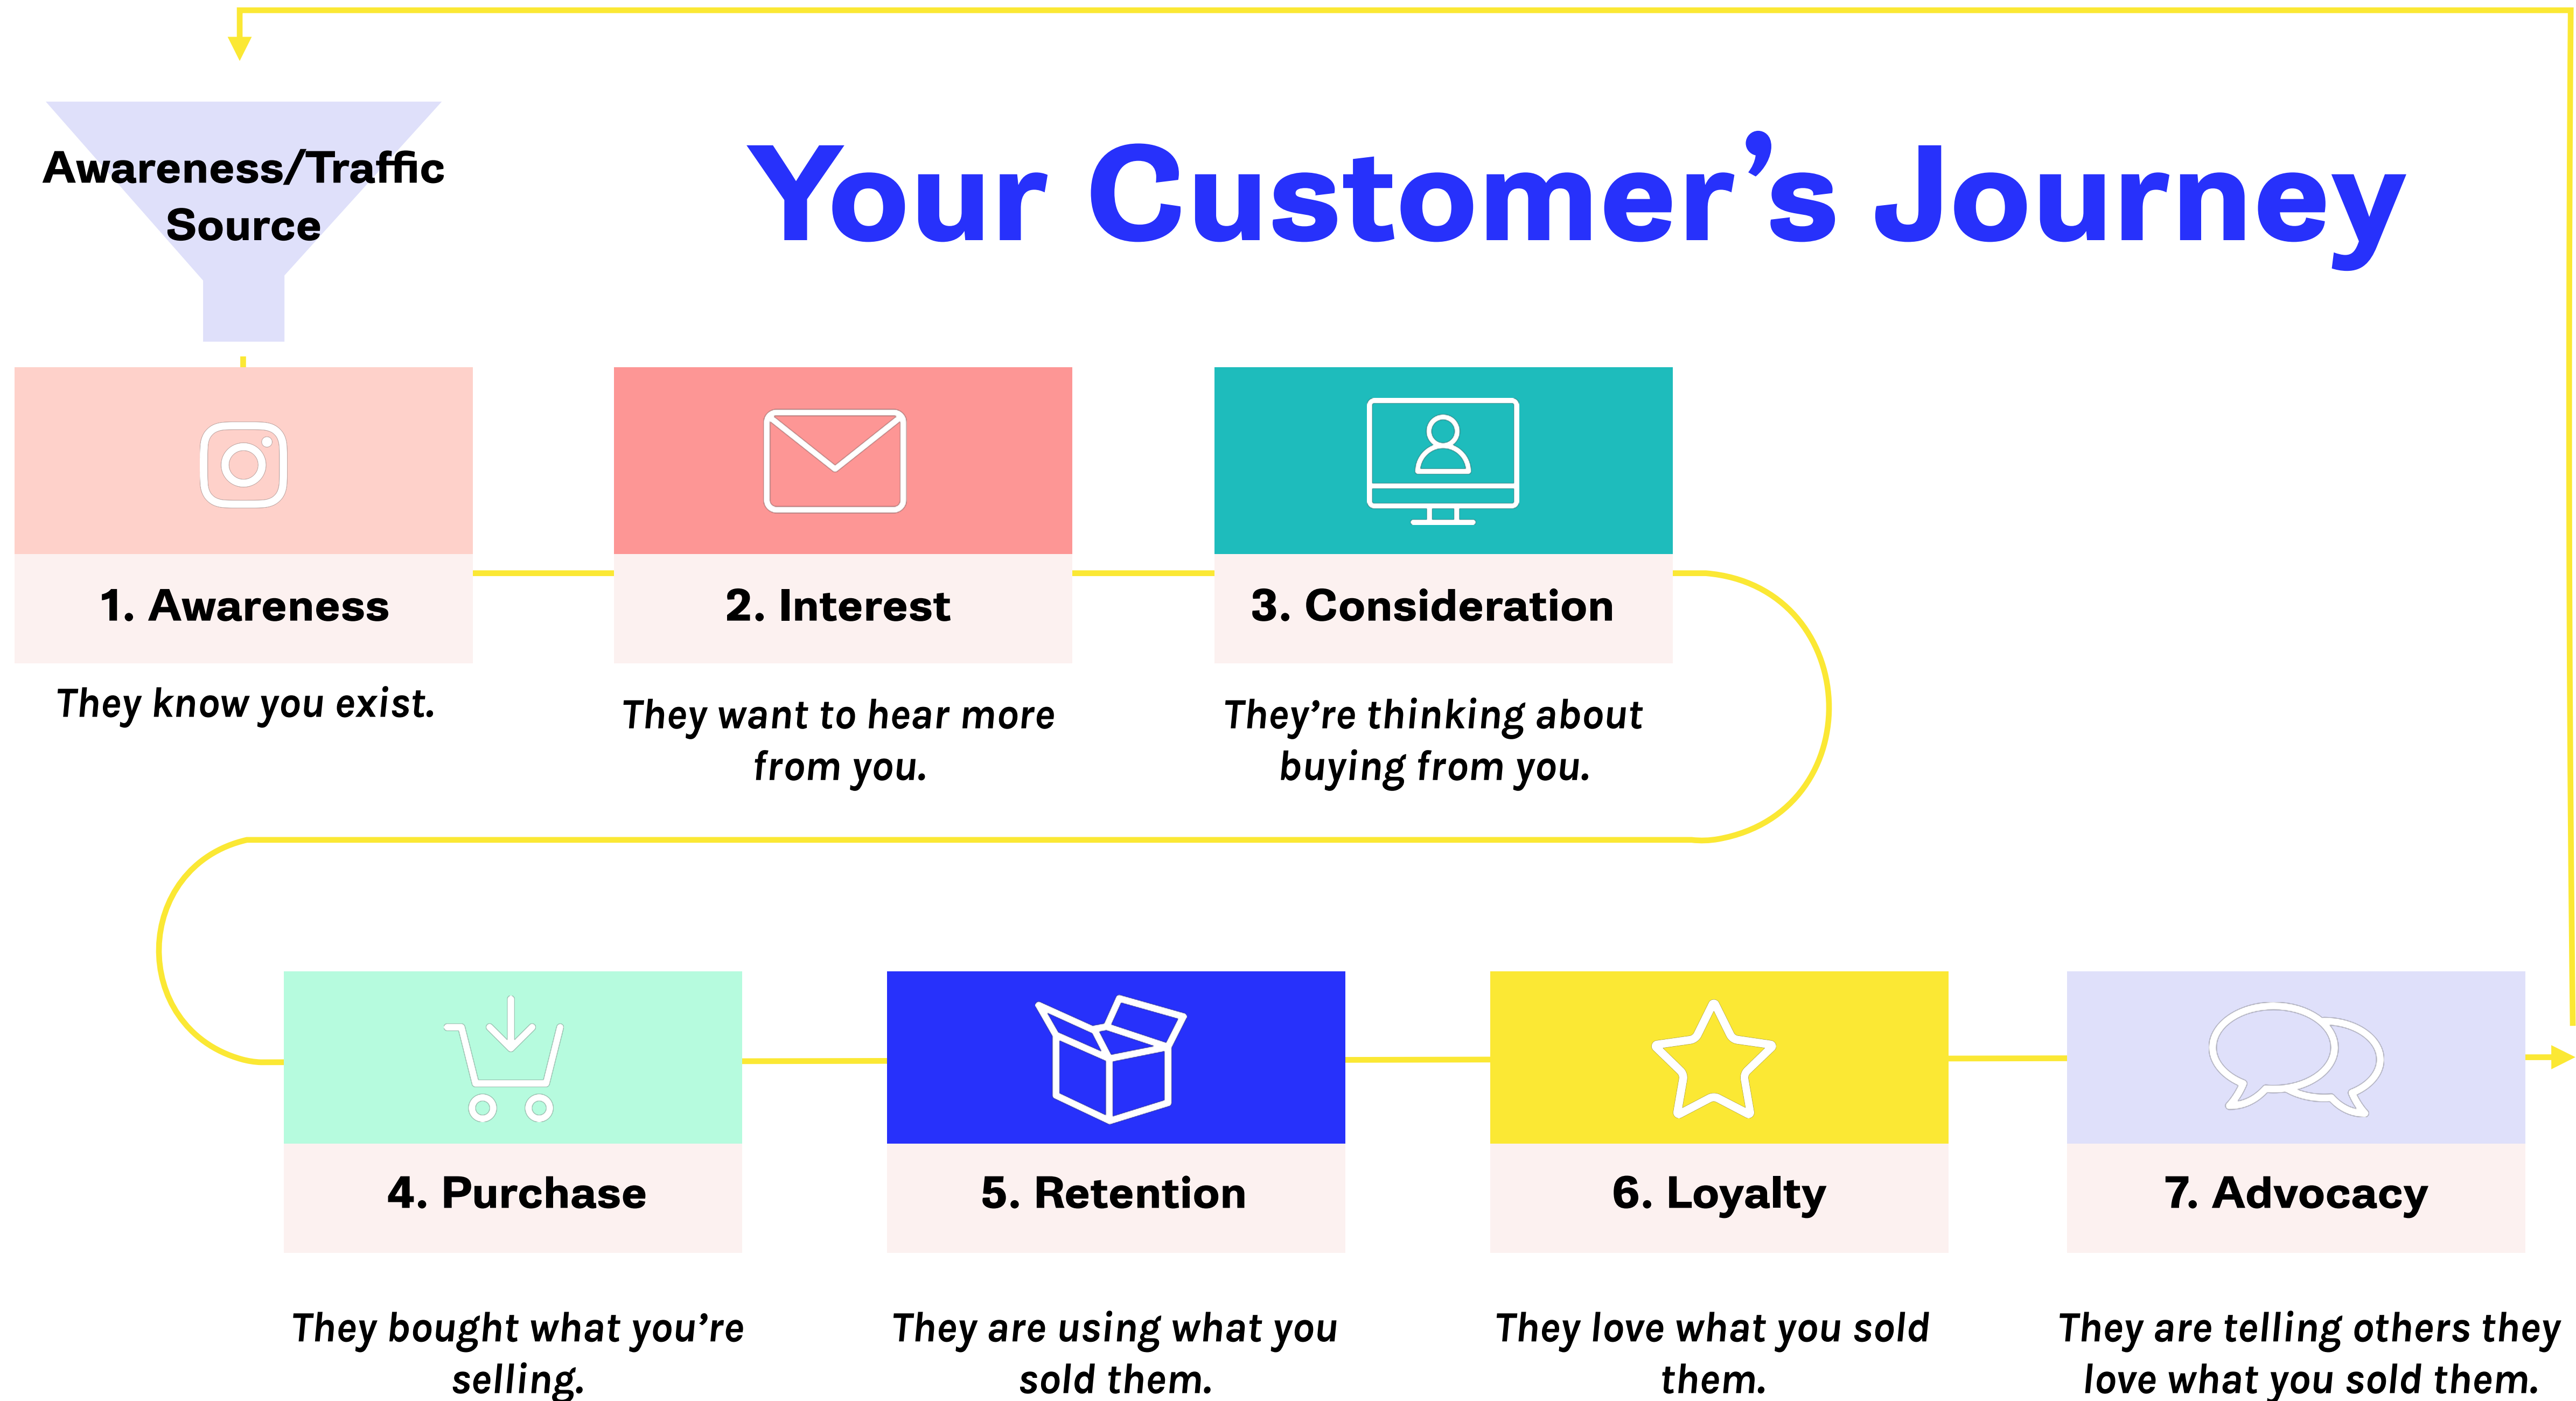 Awareness/Traffic
Source
Your Customer’s Journey
1. Awareness
They know you exist.
2. Interest
They want to hear more
from you.
3. Consideration
They’re thinking about
buying from you.
4. Purchase
They bought what you’re
selling.
5. Retention
They are using what you
sold them.
6. Loyalty
They love what you sold
them.
7. Advocacy
They are telling others they
love what you sold them.